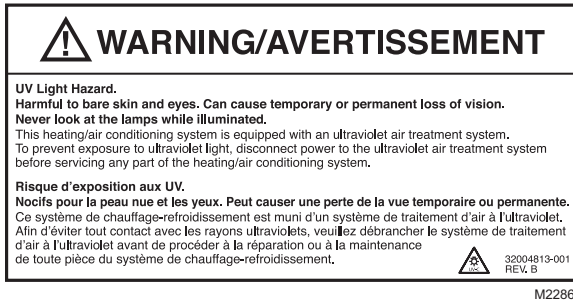 WARNING/AVERTISSEMENT
UV Light Hazard.
Harmful to bare skin and eyes. Can cause temporary or permanent loss of vision.
Never look at the lamps while illuminated.
This heating/air conditioning system is equipped with an ultraviolet air treatment system.
To prevent exposure to ultraviolet light, disconnect power to the ultraviolet air treatment system
before servicing any part of the heating/air conditioning system.
Risque d'exposition aux UV.
Nocifs pour la peau nue et les yeux. Peut causer une perte de la vue temporaire ou permanente.
Ce système de chauffage-refroidissement est muni d'un système de traitement d'air à l'ultraviolet.
Afin d'éviter tout contact avec les rayons ultraviolets, veuillez débrancher le système de traitement
d'air à l'ultraviolet avant de procéder à la réparation ou à la maintenance
de toute pièce du système de chauffage-refroidissement.
UV-C
32004813-001
REV. B
M2286